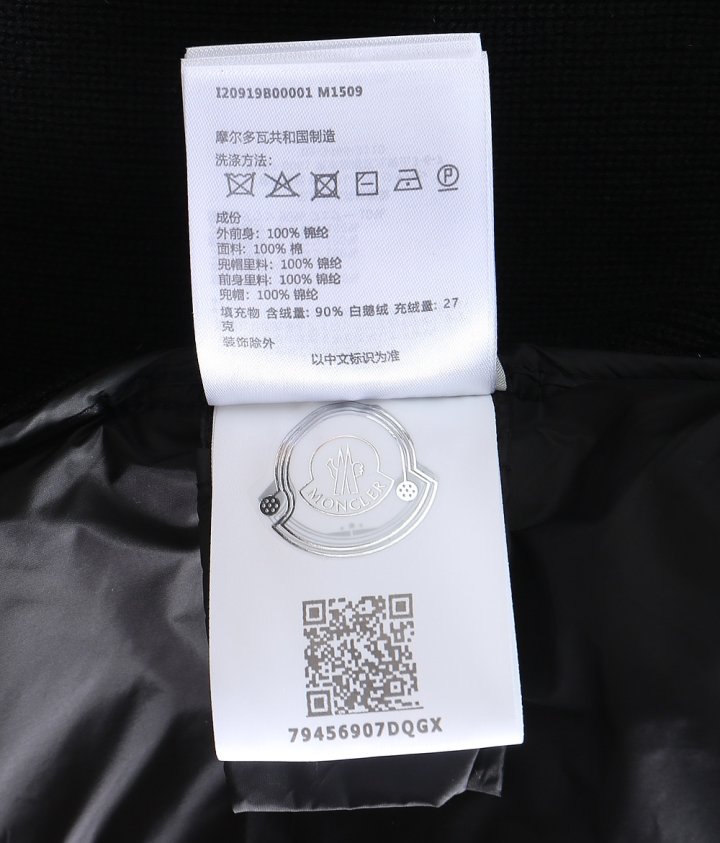 I20919B00001 M1509
摩尔多瓦共和国制造
洗涤方法:
P
成份
外前身: 100% 锦纶
面料: 100% 棉
兜帽里料: 100% 锦纶
前身里料: 100% 锦纶
兜帽: 100% 锦纶
填充物 含绒量: 90% 白鹅绒 充绒量: 27
克
装饰除外
以中文标识为准
MONCLER
79456907DQGX